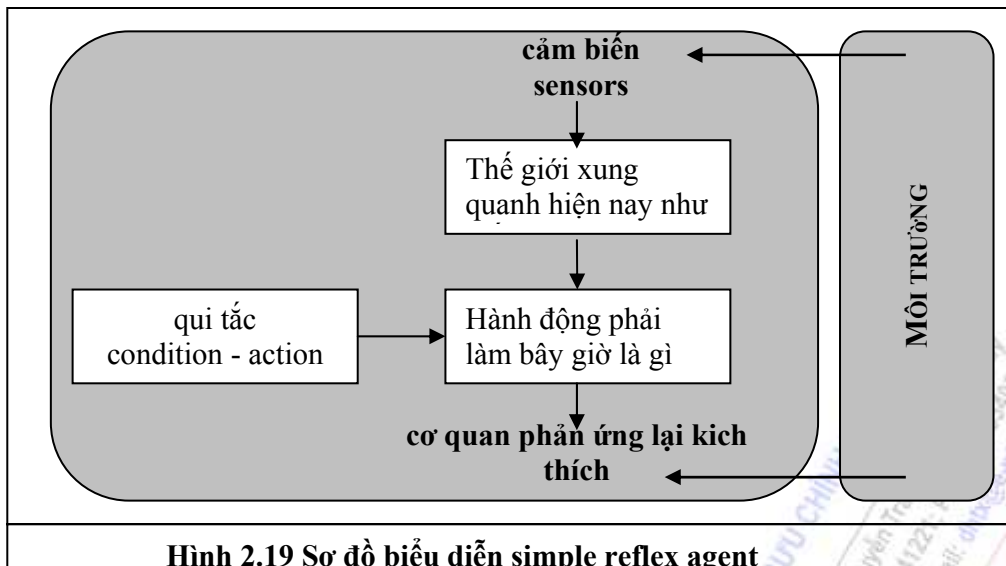 cảm biến
sensors
Thế giới xung
quanh hiện nay như
qui tắc
condition - action
Hành động phải
làm bây giờ là gì
cơ quan phản ứng lại kich
thích
MÔI TRƯờNG
Hình 2.19 Sơ đồ biểu diễn simple reflex agent